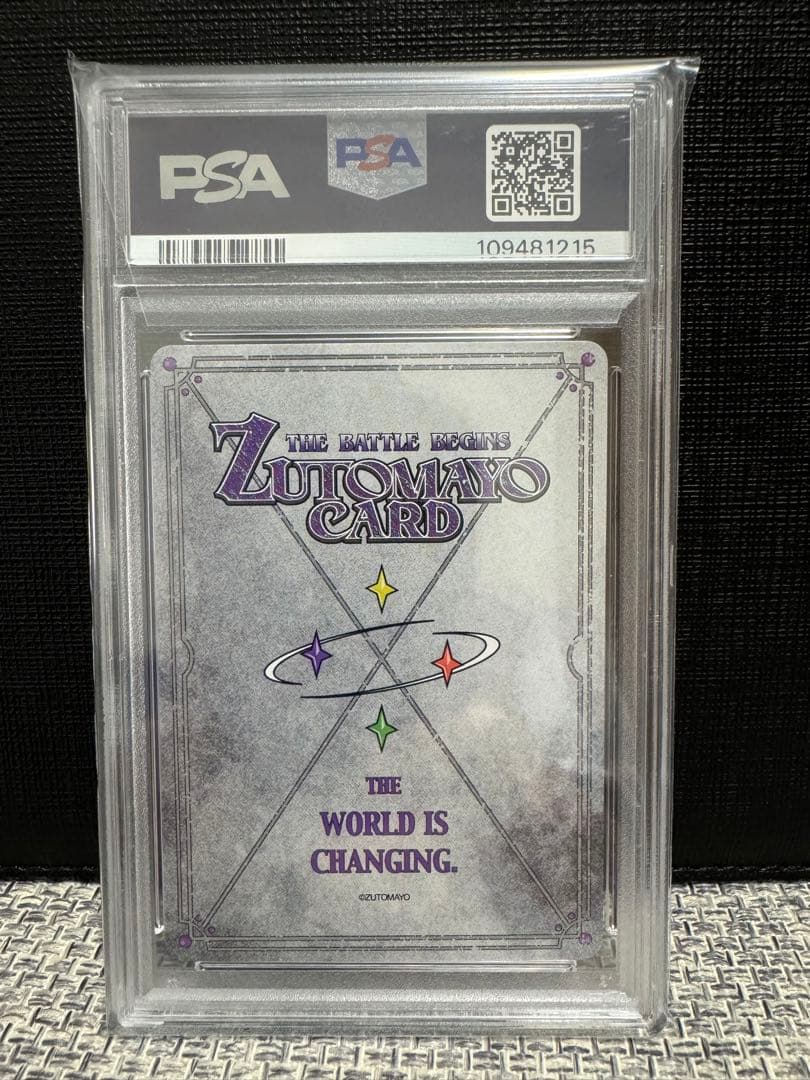 PSA
PSA
109481215
THE BATTLE BEGINS
ZUTOMAYO
CARD
THE
WORLD IS
CHANGING.
©ZUTOMAYO